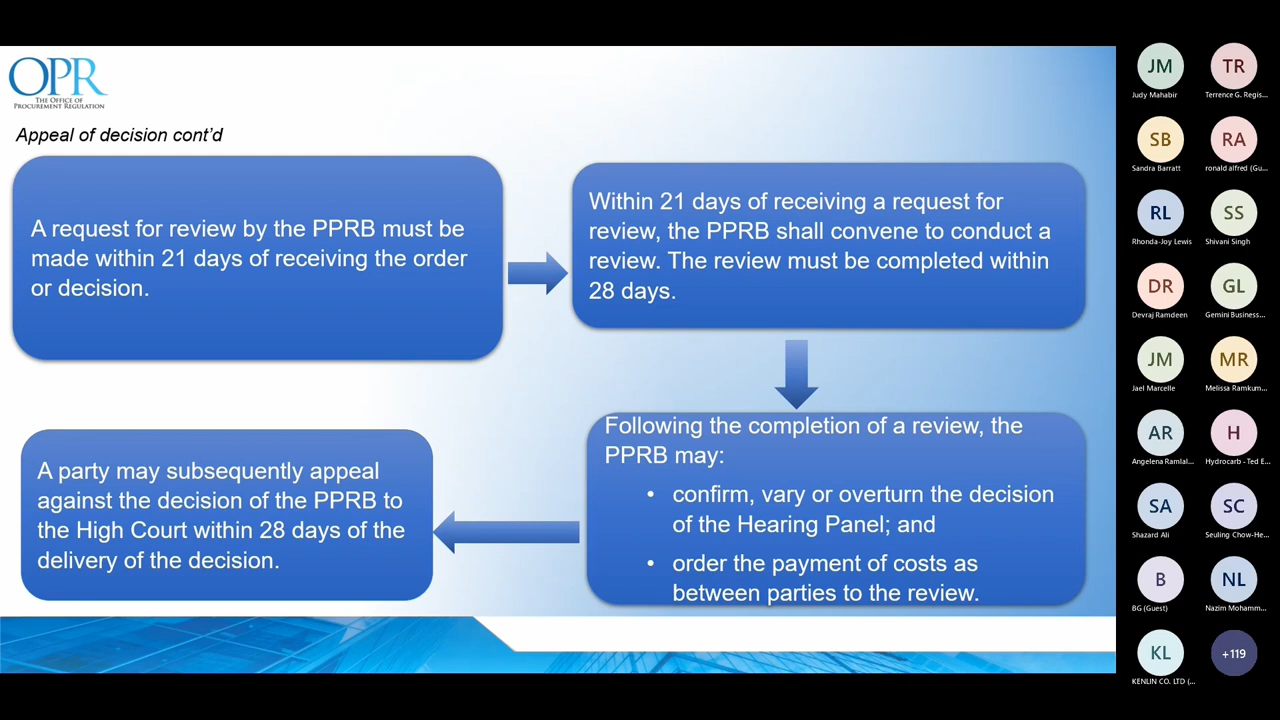 OPR
THE OFFICE OF
PROCUREMENT REGULATION
Appeal of decision cont'd
A request for review by the PPRB must be
made within 21 days of receiving the order
or decision.
Within 21 days of receiving a request for
review, the PPRB shall convene to conduct a
review. The review must be completed within
28 days.
Following the completion of a review, the
PPRB may:
• confirm, vary or overturn the decision
of the Hearing Panel; and
• order the payment of costs as
between parties to the review.
A party may subsequently appeal
against the decision of the PPRB to
the High Court within 28 days of the
delivery of the decision.
JM
Judy Mahabir
TR
Terrence G. Regis...
SB
Sandra Barratt
RA
ronald alfred (Gu...
RL
Rhonda-Joy Lewis
SS
Shivani Singh
DR
Devraj Ramdeen
GL
Gemini Business...
JM
Jael Marcelle
MR
Melissa Ramkum...
AR
Angelena Ramlal...
H
Hydrocarb - Ted E...
SA
Shazard Ali
SC
Seuling Chow-He...
B
BG (Guest)
NL
Nazim Mohamm...
KL
KENLIN CO. LTD (...
+119